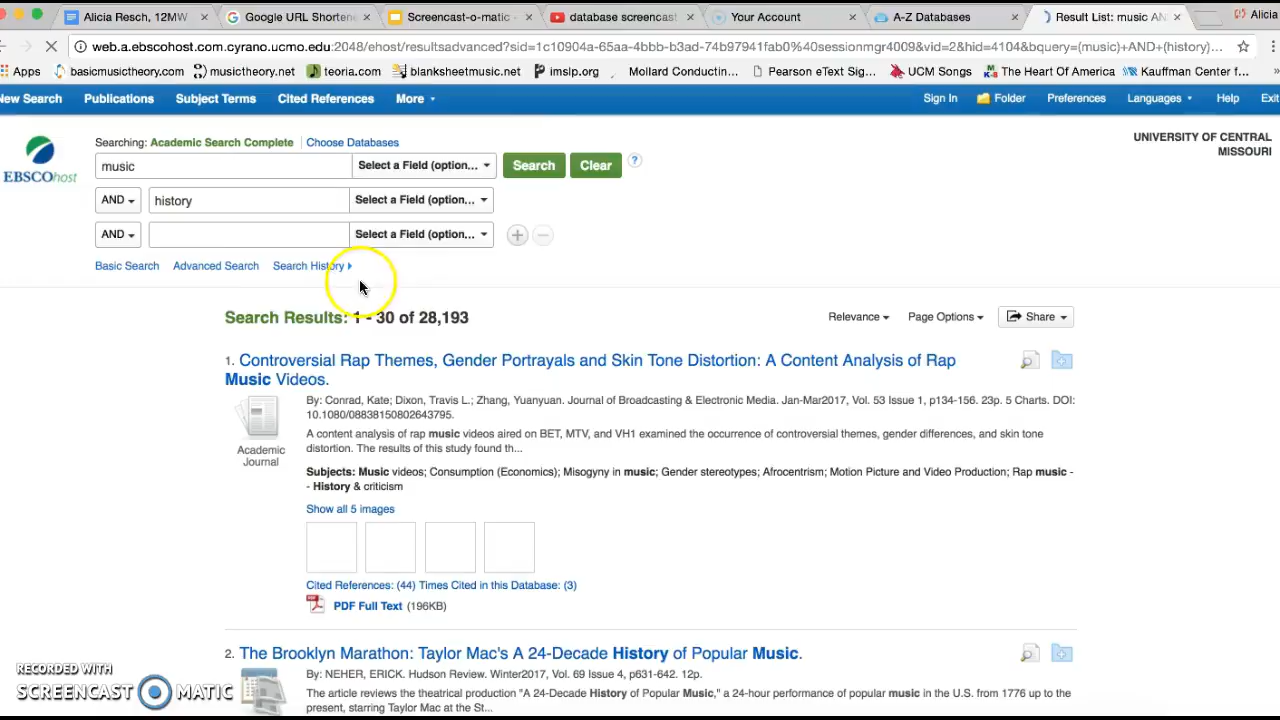 Alicia Resch, 12MW
Google URL Shortene
Screencast-o-matic -
database screencast
Your Account
A-Z Databases
Result List: music AN
Alicia
web.a.ebscohost.com.cyrano.ucmo.edu:2048/ehost/resultsadvanced?sid=1c10904a-65aa-4bbb-b3ad-74b97941fab0%40sessionmgr4009&vid=2&hid=4104&bquery=(music)+AND+(history)...
Apps
basicmusictheory.com
musictheory.net
teoria.com
blanksheetmusic.net
imslp.org
Mollard Conductin...
Pearson eText Sig...
UCM Songs
The Heart Of America
Kauffman Center f...
New Search
Publications
Subject Terms
Cited References
More
Sign In
Folder
Preferences
Languages
Help
Exit
EBSCOhost
Searching: Academic Search Complete
Choose Databases
UNIVERSITY OF CENTRAL
MISSOURI
music
Select a Field (option...
Search
Clear
?
AND
history
Select a Field (option...
AND
Select a Field (option...
Basic Search
Advanced Search
Search History
Search Results: 1 - 30 of 28,193
Relevance
Page Options
Share
1. Controversial Rap Themes, Gender Portrayals and Skin Tone Distortion: A Content Analysis of Rap
Music Videos.
Academic
Journal
By: Conrad, Kate; Dixon, Travis L.; Zhang, Yuanyuan. Journal of Broadcasting & Electronic Media. Jan-Mar2017, Vol. 53 Issue 1, p134-156. 23p. 5 Charts. DOI:
10.1080/08838150802643795.
A content analysis of rap music videos aired on BET, MTV, and VH1 examined the occurrence of controversial themes, gender differences, and skin tone
distortion. The results of this study found th...
Subjects: Music videos; Consumption (Economics); Misogyny in music; Gender stereotypes; Afrocentrism; Motion Picture and Video Production; Rap music -
- History & criticism
Show all 5 images
Cited References: (44) Times Cited in this Database: (3)
PDF Full Text (196KB)
2. The Brooklyn Marathon: Taylor Mac's A 24-Decade History of Popular Music.
By: NEHER, ERICK. Hudson Review. Winter2017, Vol. 69 Issue 4, p631-642. 12p.
The article reviews the theatrical production "A 24-Decade History of Popular Music," a 24-hour performance of popular music in the U.S. from 1776 up to the
present, starring Taylor Mac at the St...
RECORDED WITH
SCREENCAST MATIC